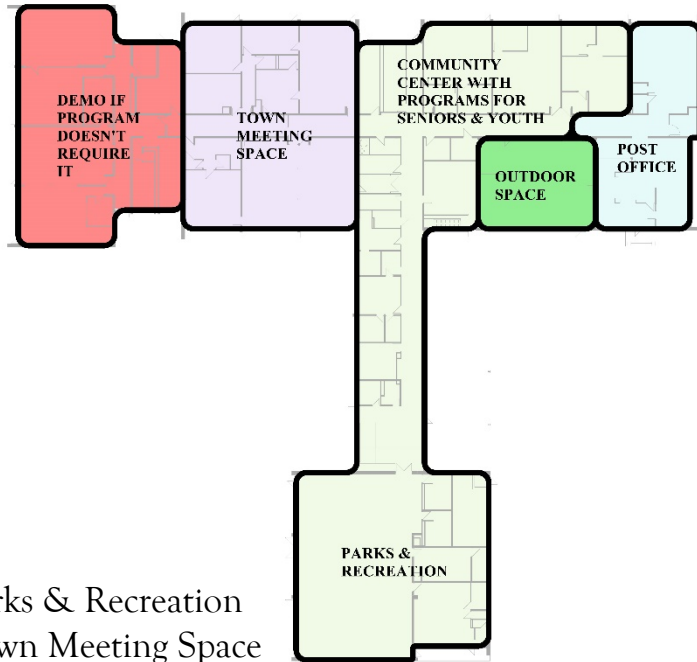 DEMO IF
PROGRAM
DOESN'T
REQUIRE
IT
TOWN
MEETING
SPACE
COMMUNITY
CENTER WITH
PROGRAMS FOR
SENIORS & YOUTH
OUTDOOR
SPACE
POST
OFFICE
PARKS &
RECREATION
rks & Recreation
wn Meeting Space